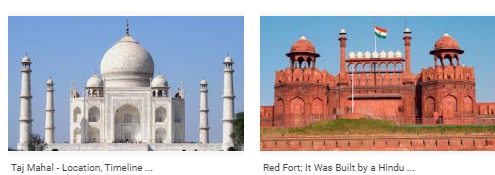 Taj Mahal - Location, Timeline ...
Red Fort; It Was Built by a Hindu ...